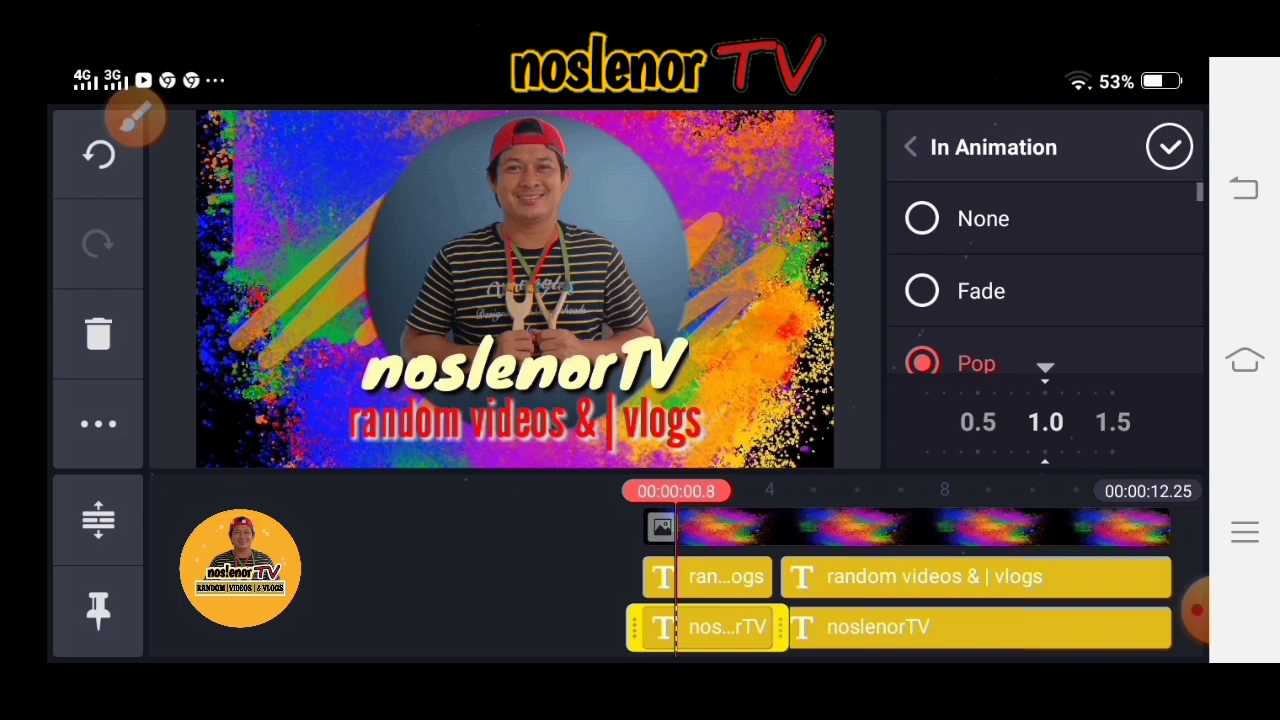 noslenor TV
4G 3G
53%
In Animation
None
Fade
Pop
noslenorTV
random videos & | vlogs
0.5 1.0 1.5
00:00:00.8 4 8 00:00:12.25
T ran...ogs T random videos & | vlogs
T nos...rTV T noslenorTV
noslenor TV
RANDOM | VIDEOS | & VLOGS